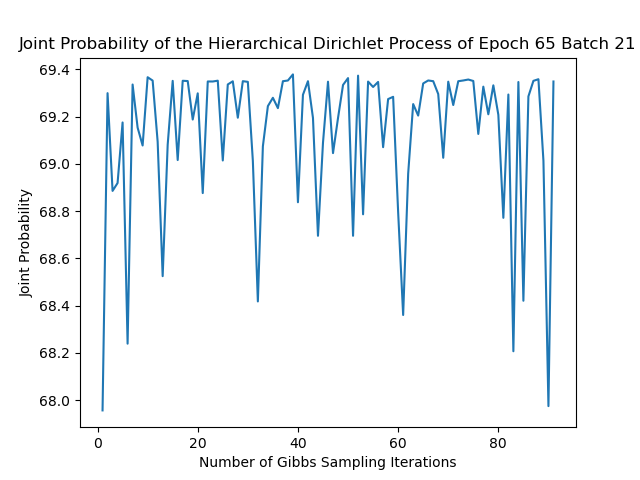 Joint Probability of the Hierarchical Dirichlet Process of Epoch 65 Batch 21
69.4
69.2
69.0
68.8
68.6
68.4
68.2
68.0
Joint Probability
0 20 40 60 80
Number of Gibbs Sampling Iterations